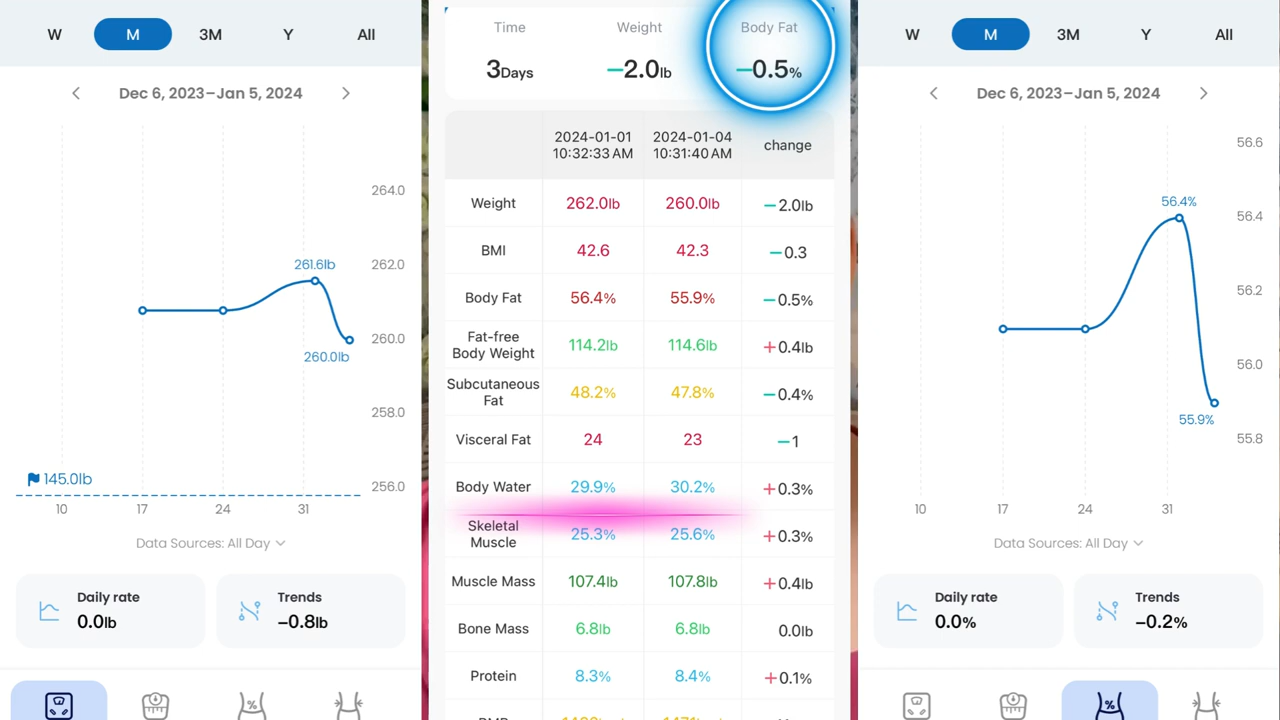 W M 3M Y All
Dec 6, 2023–Jan 5, 2024
264.0
261.6lb
262.0
260.0
260.0lb
258.0
145.0lb
256.0
10 17 24 31
Data Sources: All Day
Daily rate
0.0lb
Trends
−0.8lb
%
Time Weight Body Fat
3Days −2.0lb −0.5%
2024-01-01 2024-01-04
10:32:33 AM 10:31:40 AM change
Weight 262.0lb 260.0lb −2.0lb
BMI 42.6 42.3 −0.3
Body Fat 56.4% 55.9% −0.5%
Fat-free
Body Weight 114.2lb 114.6lb +0.4lb
Subcutaneous
Fat 48.2% 47.8% −0.4%
Visceral Fat 24 23 −1
Body Water 29.9% 30.2% +0.3%
Skeletal
Muscle 25.3% 25.6% +0.3%
Muscle Mass 107.4lb 107.8lb +0.4lb
Bone Mass 6.8lb 6.8lb 0.0lb
Protein 8.3% 8.4% +0.1%
W M 3M Y All
Dec 6, 2023–Jan 5, 2024
56.6
56.4%
56.4
56.2
56.0
55.9%
55.8
10 17 24 31
Data Sources: All Day
Daily rate
0.0%
Trends
−0.2%
%